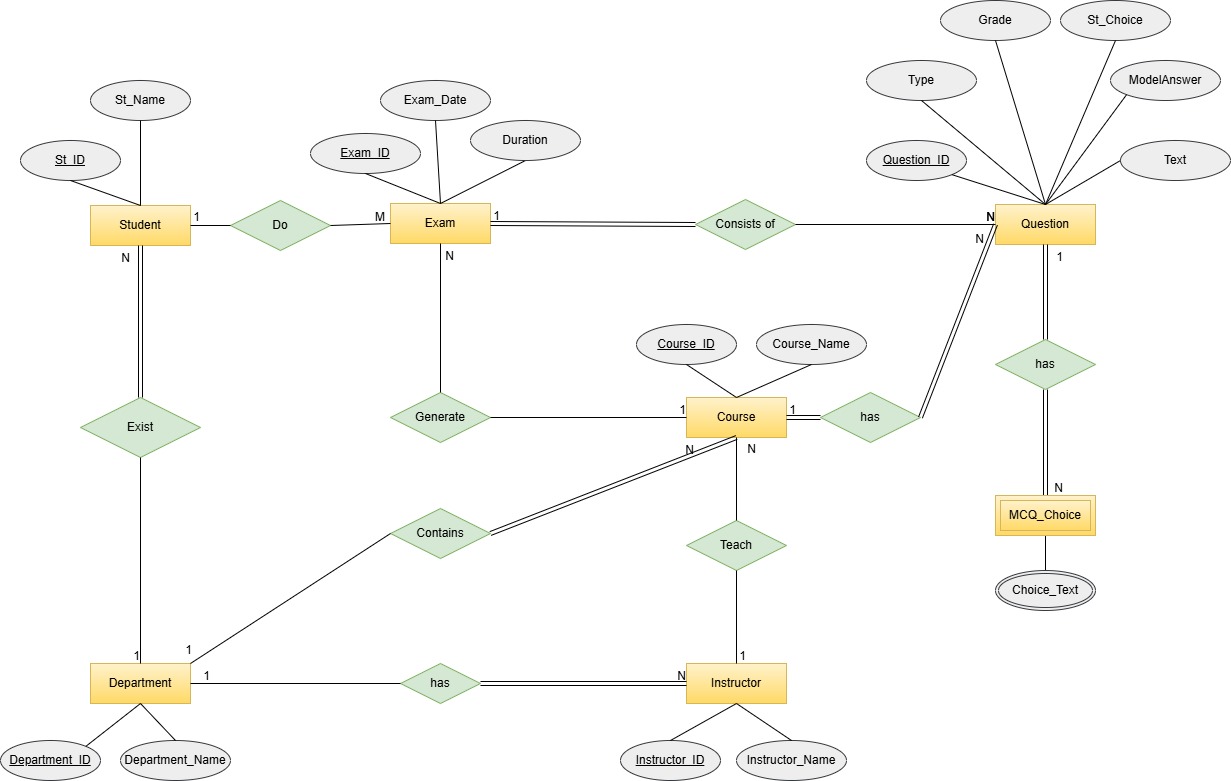 Grade
St_Choice
Type
ModelAnswer
St_Name
Exam_Date
Duration
St_ID
Exam_ID
Question_ID
Text
Student
1
Do
M
Exam
1
Consists of
N
Question
N
N
N
1
Course_ID
Course_Name
has
Generate
1
Course
1
has
Exist
N
N
N
MCQ_Choice
Contains
Teach
Choice_Text
1
1
1
Department
1
has
N
Instructor
Department_ID
Department_Name
Instructor_ID
Instructor_Name